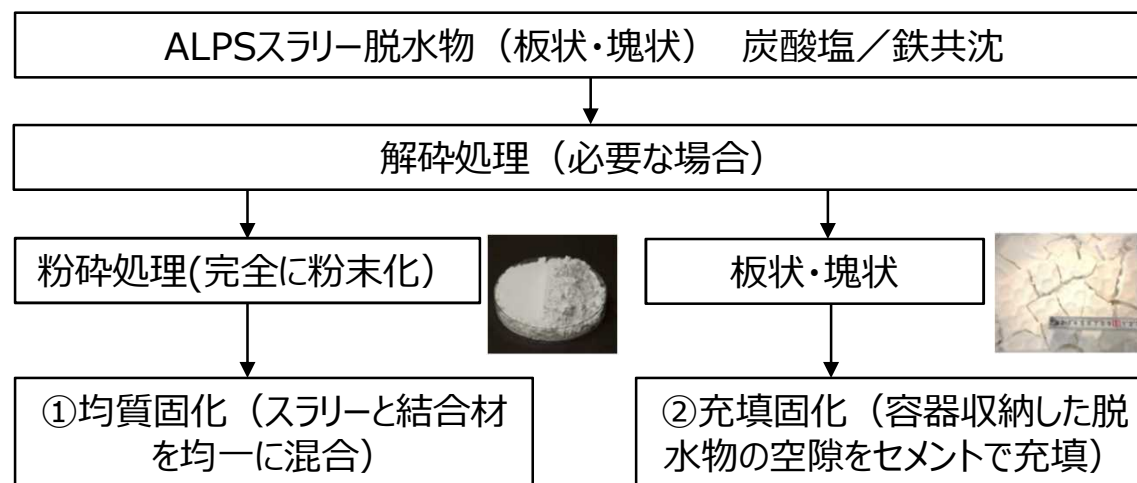 ALPSスラリー脱水物（板状・塊状）　炭酸塩／鉄共沈
解砕処理（必要な場合）
粉砕処理(完全に粉末化）
板状・塊状
①均質固化（スラリーと結合材
を均一に混合）
②充填固化（容器収納した脱
水物の空隙をセメントで充填）